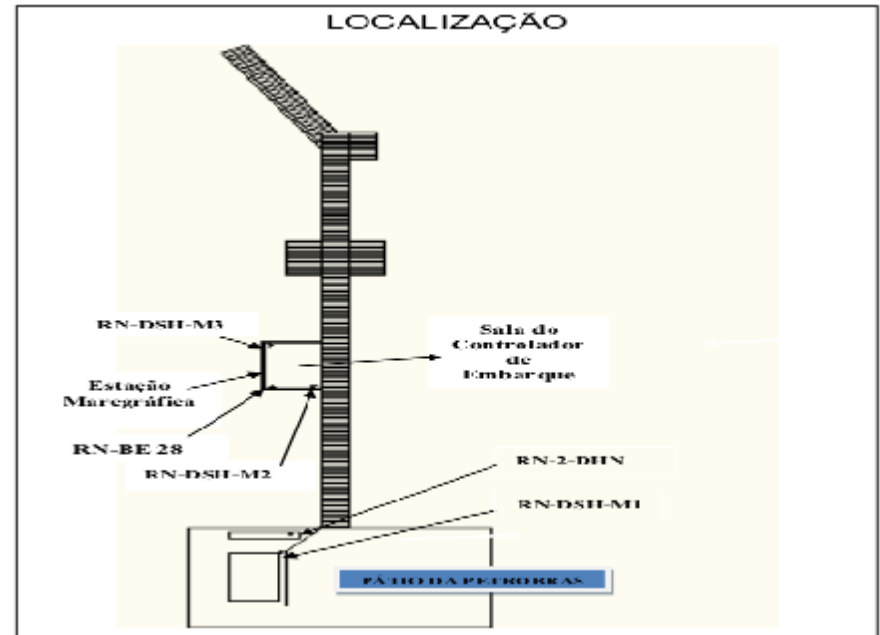 LOCALIZAÇÃO
RN-DSH-M3
Sala do
Controlador
de
Embarque
Estação
Maregráfica
RN-BE 28
RN-DSH-M2
RN-2-DHN
RN-DSH-M1
PÁTIO DA PETROBRAS